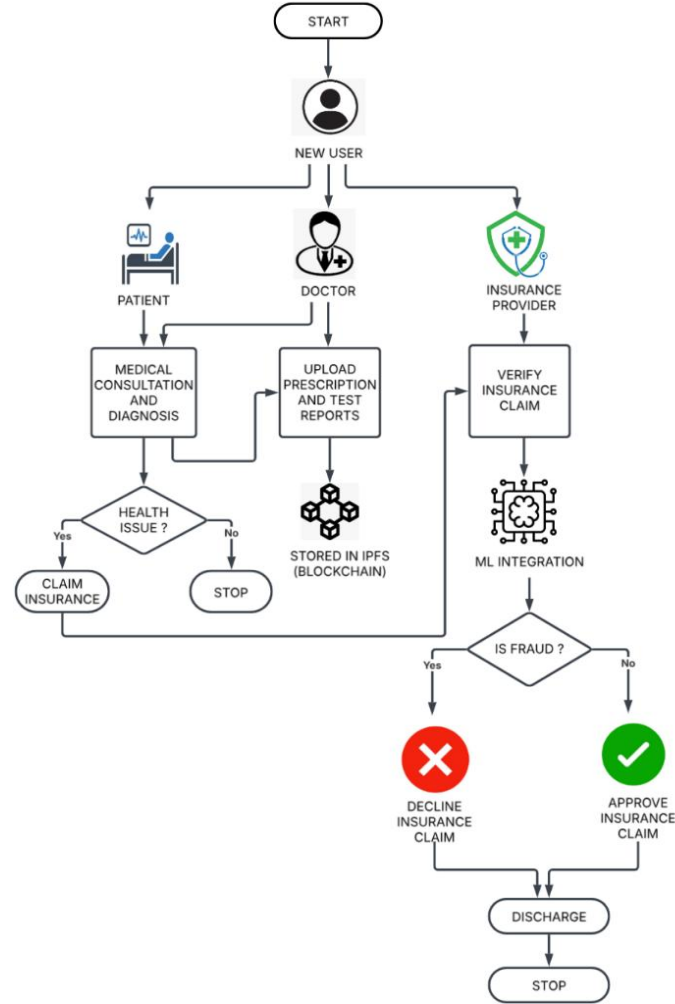 START
NEW USER
PATIENT
DOCTOR
INSURANCE
PROVIDER
MEDICAL
CONSULTATION
AND
DIAGNOSIS
UPLOAD
PRESCRIPTION
AND TEST
REPORTS
VERIFY
INSURANCE
CLAIM
HEALTH
ISSUE ?
Yes
No
STORED IN IPFS
(BLOCKCHAIN)
ML INTEGRATION
CLAIM
INSURANCE
STOP
IS FRAUD ?
Yes
No
DECLINE
INSURANCE
CLAIM
APPROVE
INSURANCE
CLAIM
DISCHARGE
STOP